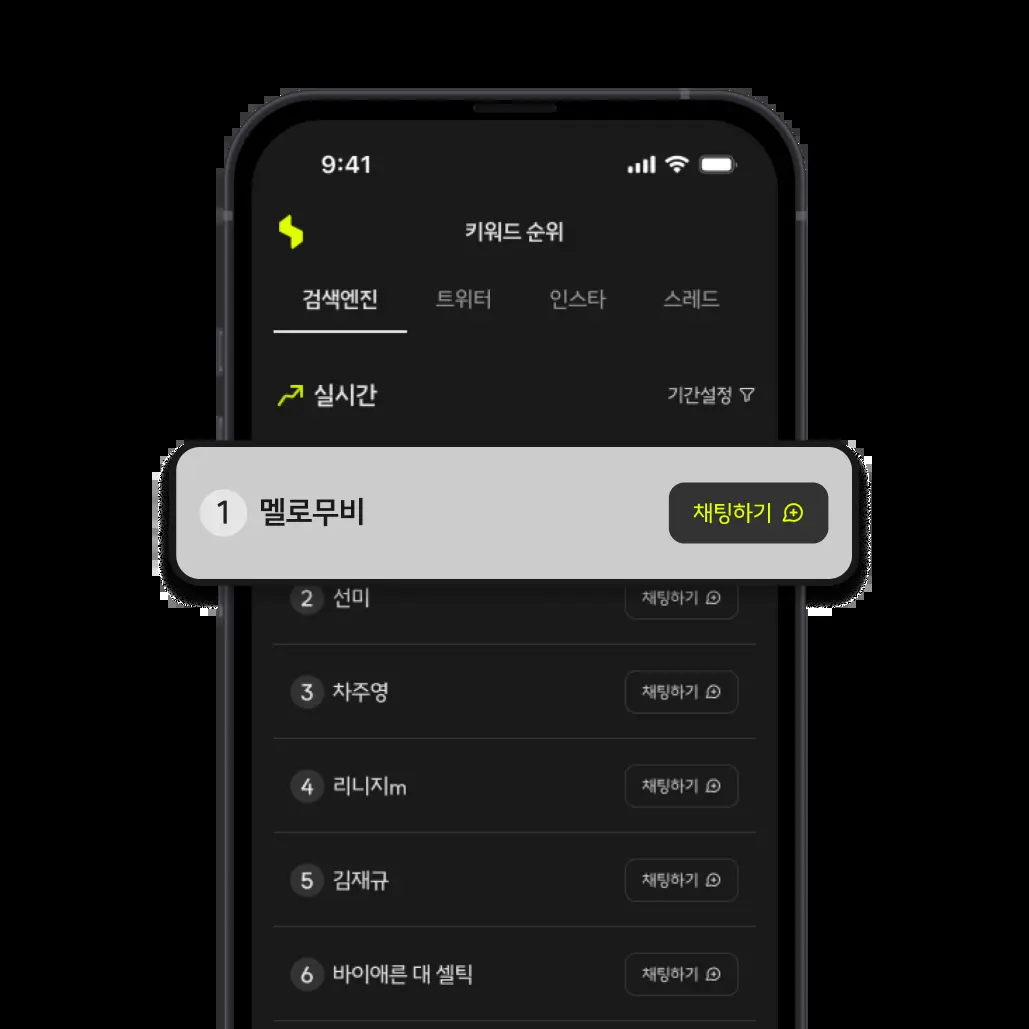 9:41
키워드 순위
검색엔진 트위터 인스타 스레드
실시간 기간설정
1 멜로무비 채팅하기
2 선미 채팅하기
3 차주영 채팅하기
4 리니지m 채팅하기
5 김재규 채팅하기
6 바이애른 대 셀틱 채팅하기